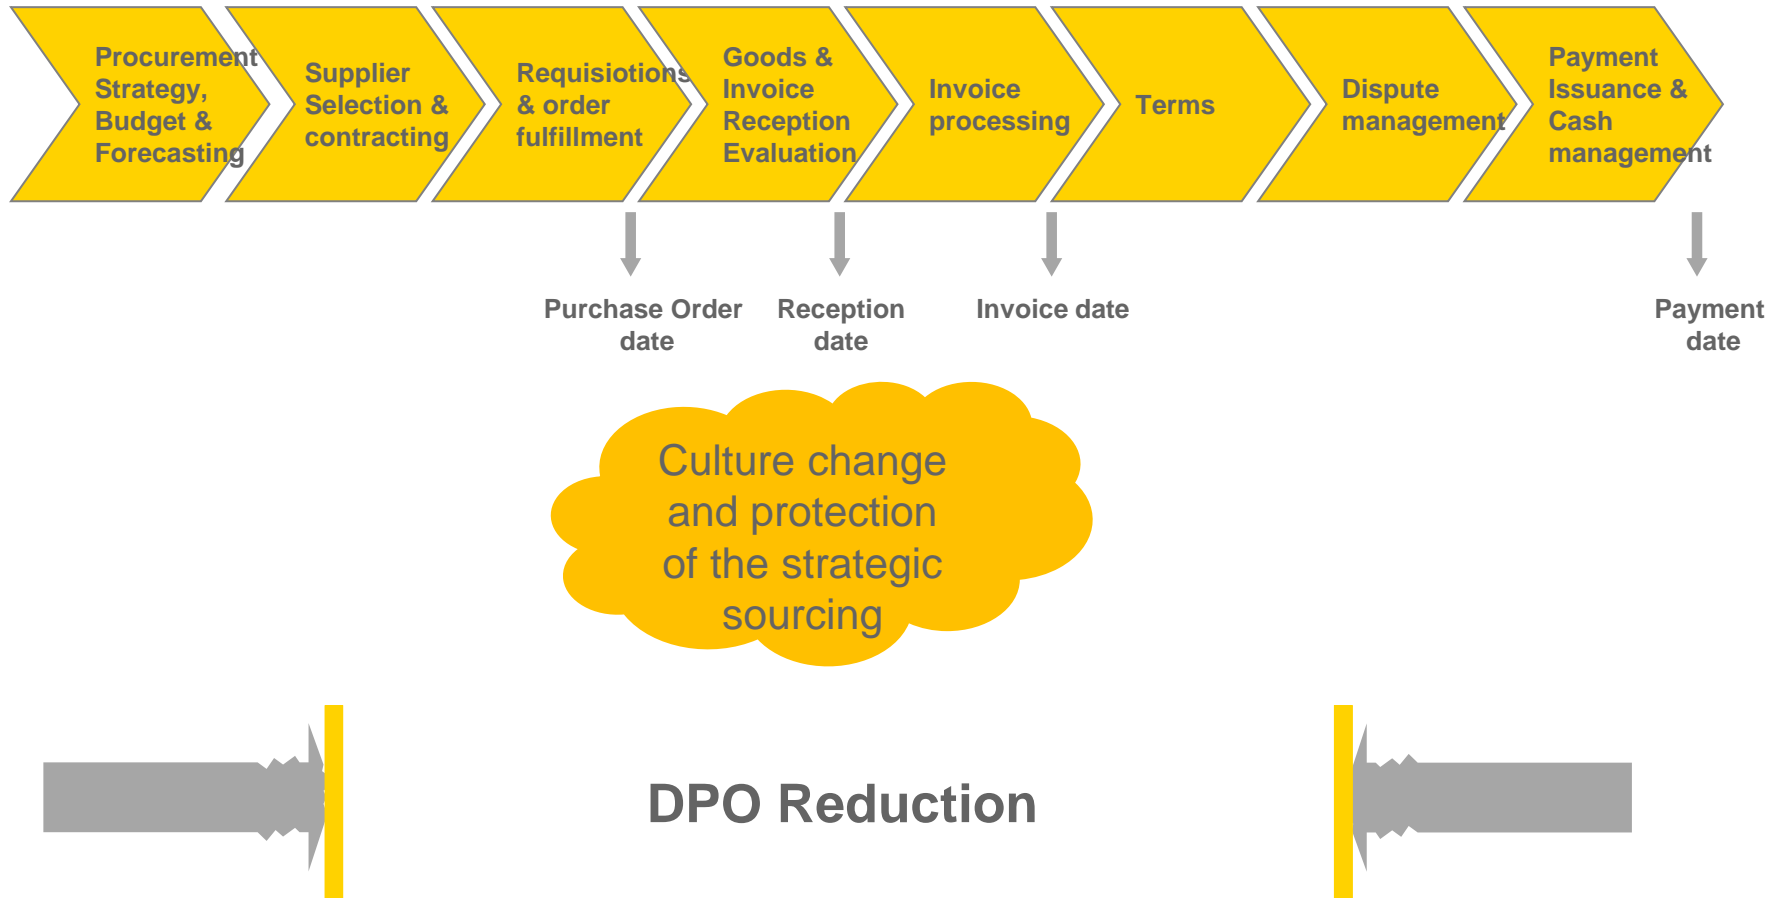 Procurement
Strategy,
Budget &
Forecasting
Supplier
Selection &
contracting
Requisiotions
& order
fulfillment
Goods &
Invoice
Reception
Evaluation
Invoice
processing
Terms
Dispute
management
Payment
Issuance &
Cash
management
Purchase Order
date
Reception
date
Invoice date
Payment
date
Culture change
and protection
of the strategic
sourcing
DPO Reduction